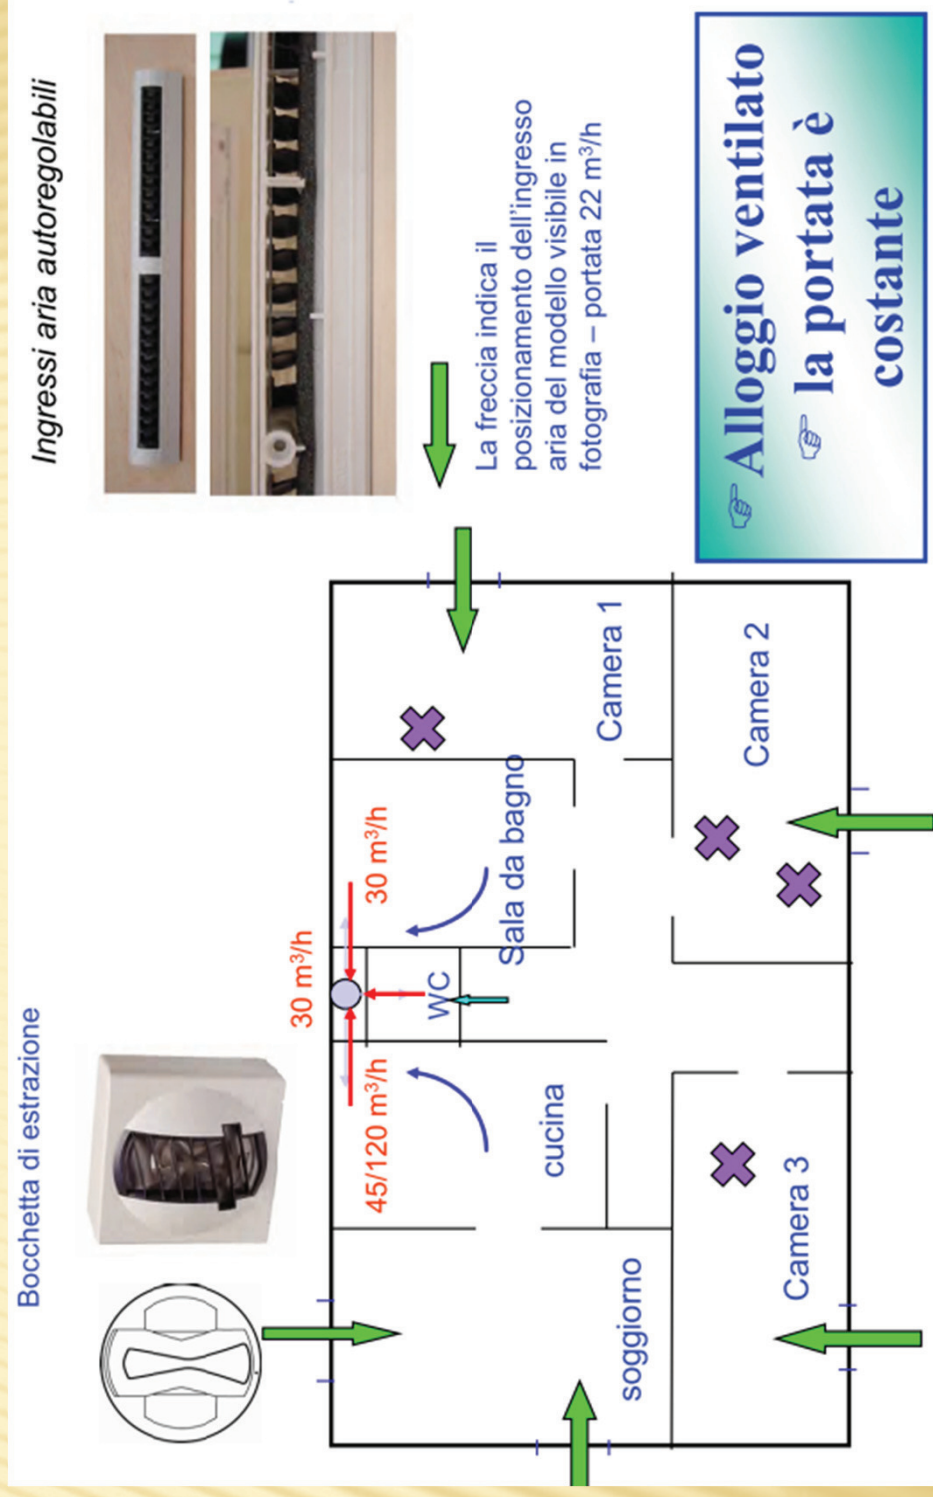 Bocchetta di estrazione
Ingressi aria autoregolabili
30 m³/h
45/120 m³/h
30 m³/h
WC
Sala da bagno
cucina
soggiorno
Camera 1
Camera 3
Camera 2
La freccia indica il
posizionamento dell'ingresso
aria del modello visibile in
fotografia – portata 22 m³/h
☞ Alloggio ventilato
☞ la portata è
costante